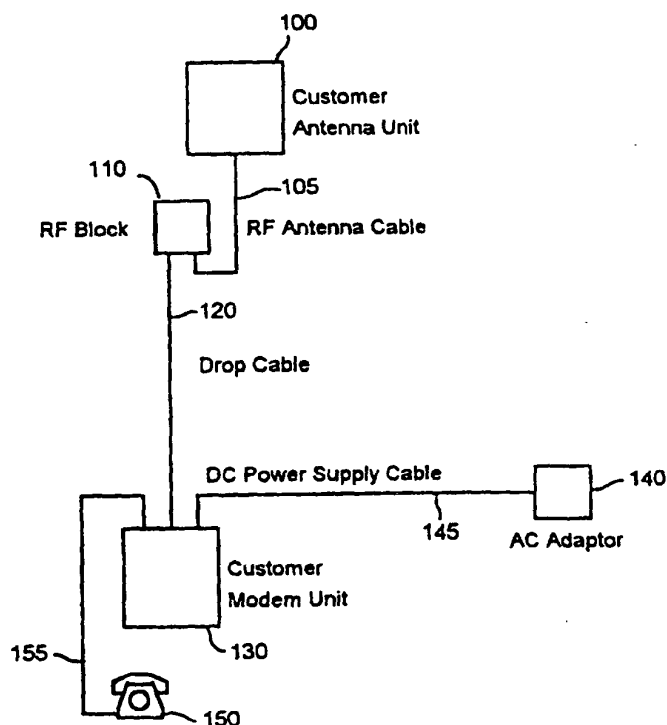 100
Customer
Antenna Unit
110
105
RF Block
RF Antenna Cable
120
Drop Cable
DC Power Supply Cable
140
145
AC Adaptor
Customer
Modem Unit
155
130
150